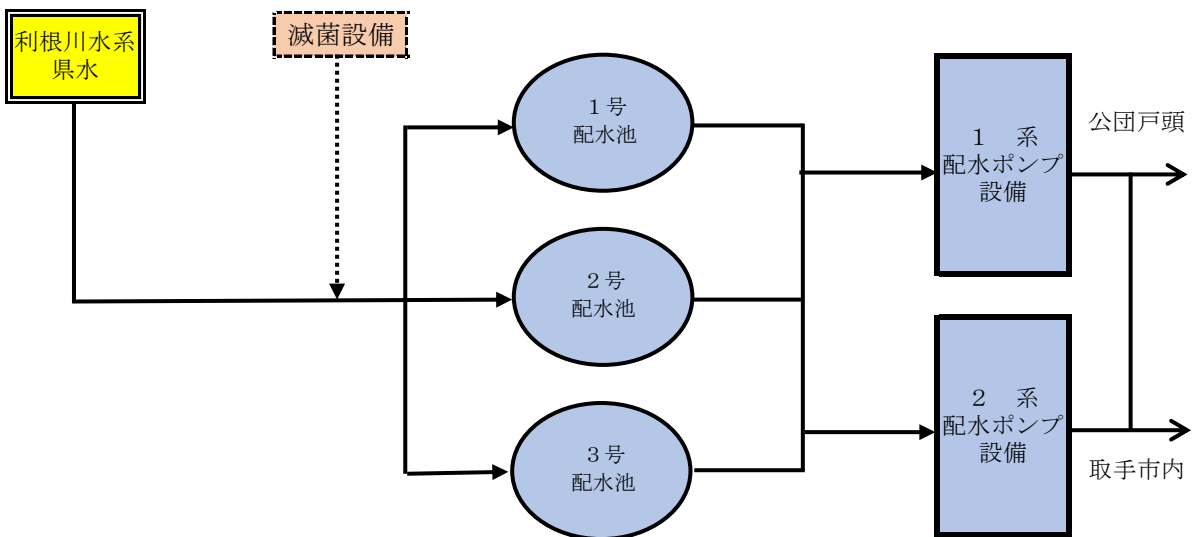 利根川水系
県水
滅菌設備
１号
配水池
２号
配水池
３号
配水池
１　系
配水ポンプ
設備
２　系
配水ポンプ
設備
公団戸頭
取手市内